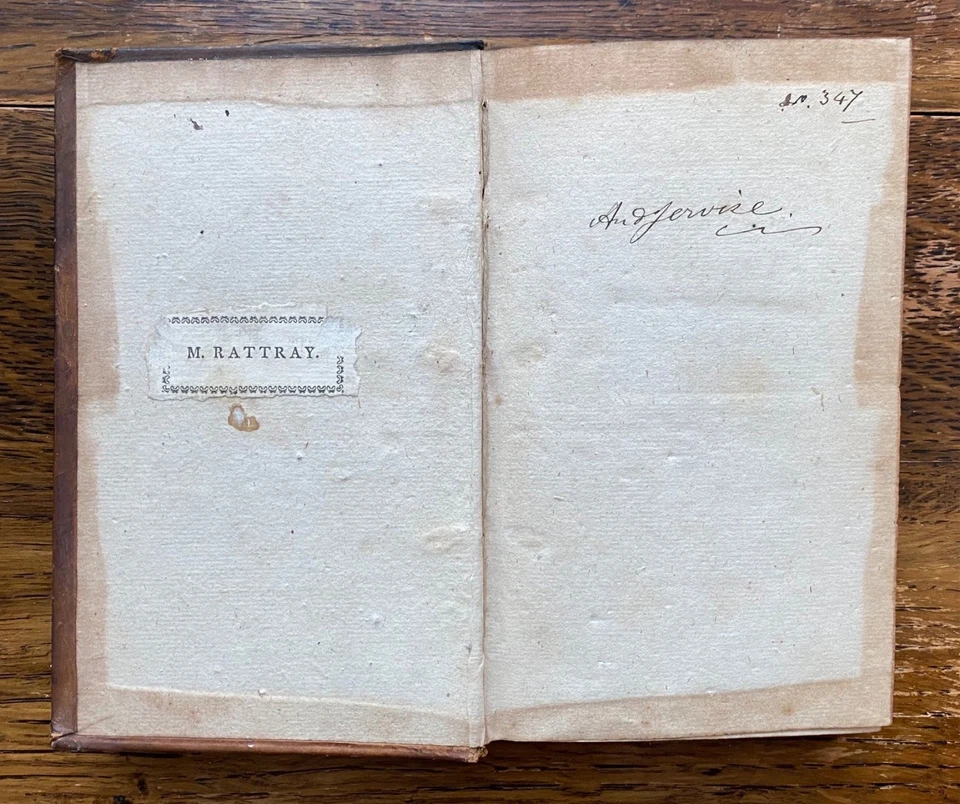 M. RATTRAY.
347
And Jervise.